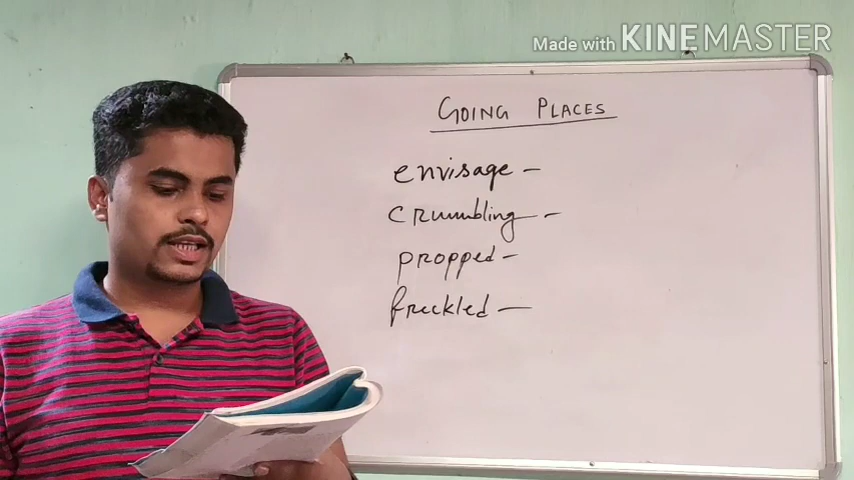 Made with KINEMASTER
GOING PLACES
envisage –
crumbling –
propped –
freckled –